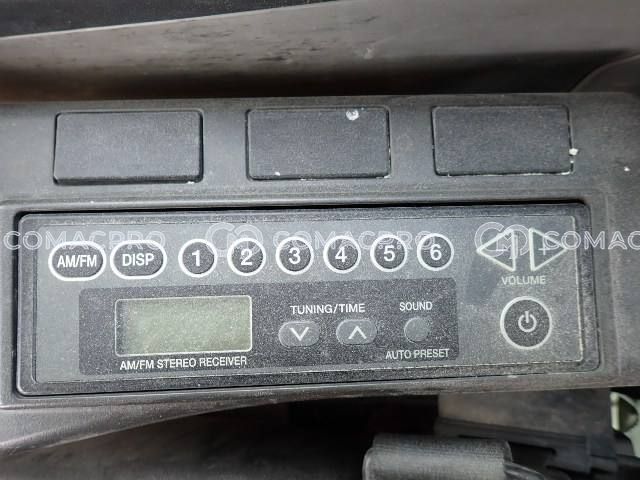 COMACPRO COMACPRO COMACPRO
AM/FM DISP 1 2 3 4 5 6
VOLUME
TUNING/TIME SOUND
AUTO PRESET
AM/FM STEREO RECEIVER